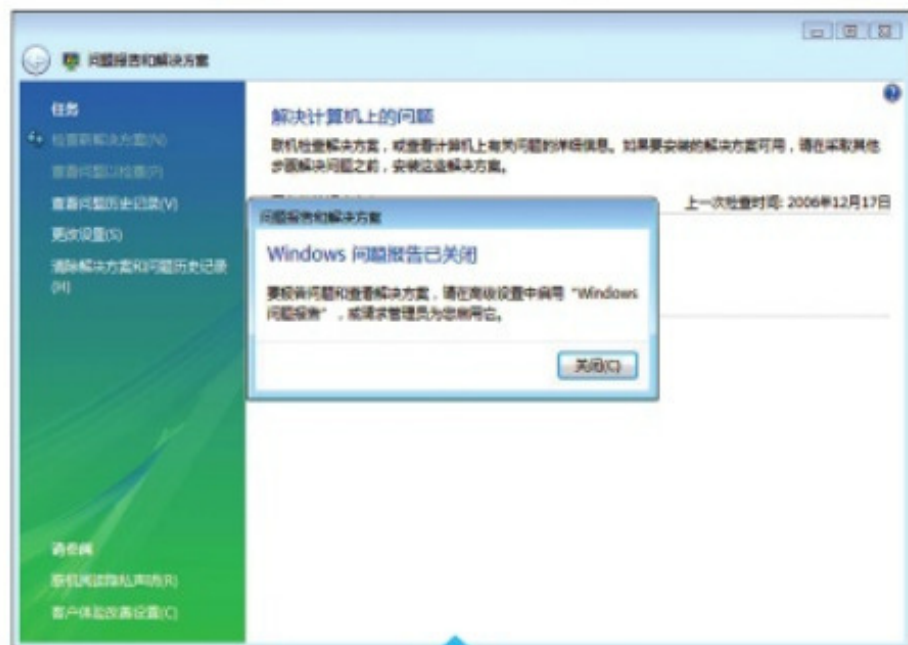 问题报告和解决方案
任务
检查新解决方案(N)
查看问题以检查(P)
查看问题历史记录(V)
更改设置(S)
清除解决方案和问题历史记录
(H)
请参阅
联机阅读隐私声明(R)
客户体验改善设置(C)
解决计算机上的问题
联机检查解决方案，或查看计算机上有关问题的详细信息。如果要安装的解决方案可用，请在采取其他
步骤解决问题之前，安装这些解决方案。
上一次检查时间: 2006年12月17日
问题报告和解决方案
Windows 问题报告已关闭
要报告问题和查看解决方案，请在高级设置中启用“Windows
问题报告”，或请求管理员为您启用它。
关闭(C)